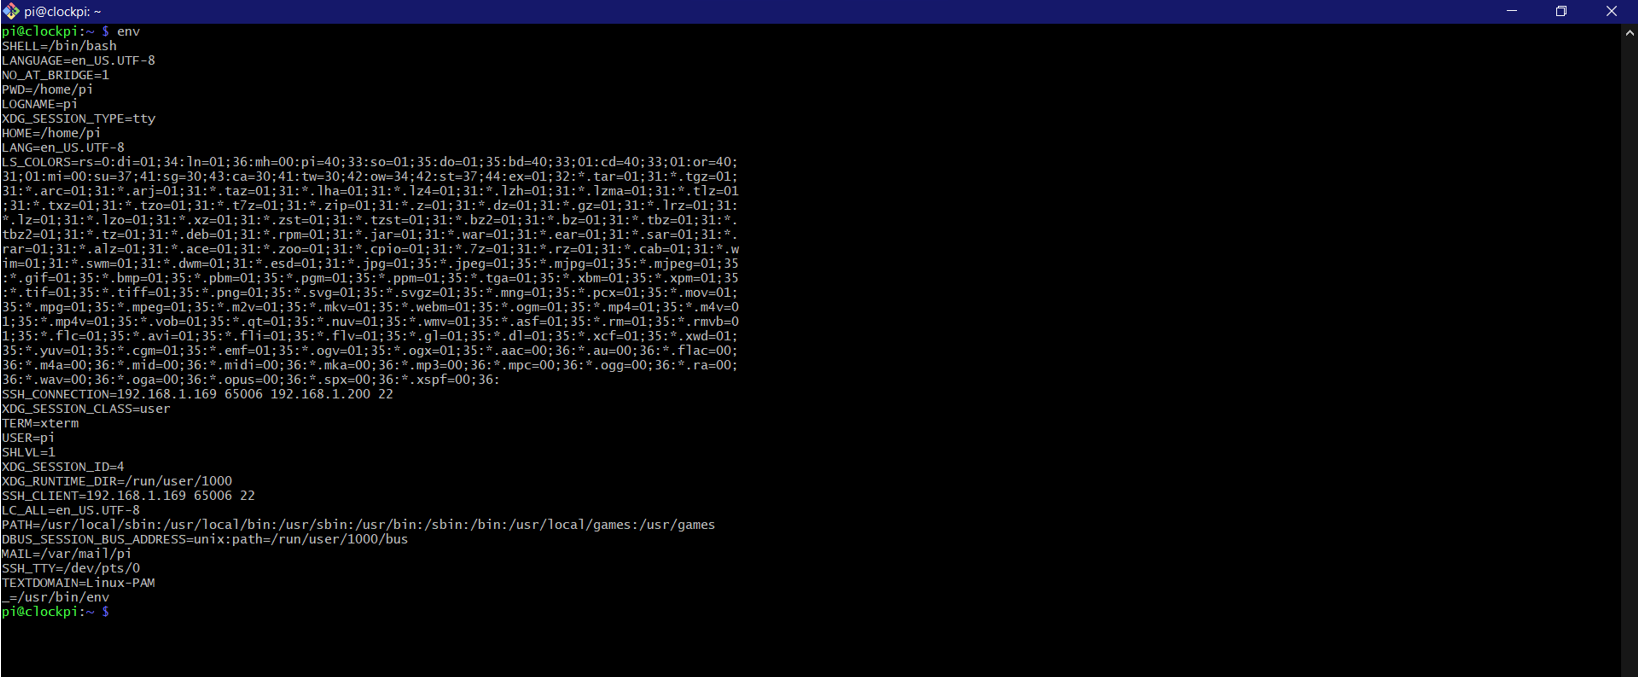 pi@clockpi: ~
pi@clockpi:~ $ env
SHELL=/bin/bash
LANGUAGE=en_US.UTF-8
NO_AT_BRIDGE=1
PWD=/home/pi
LOGNAME=pi
XDG_SESSION_TYPE=tty
HOME=/home/pi
LANG=en_US.UTF-8
LS_COLORS=rs=0:di=01;34:ln=01;36:mh=00:pi=40;33:so=01;35:do=01;35:bd=40;33;01:cd=40;33;01:or=40;
31;01:mi=00:su=37;41:sg=30;43:ca=30;41:tw=30;42:ow=34;42:st=37;44:ex=01;32:*.tar=01;31:*.tgz=01;
31:*.arc=01;31:*.arj=01;31:*.taz=01;31:*.lha=01;31:*.lz4=01;31:*.lzh=01;31:*.lzma=01;31:*.tlz=01
;31:*.txz=01;31:*.tzo=01;31:*.t7z=01;31:*.zip=01;31:*.z=01;31:*.dz=01;31:*.gz=01;31:*.lrz=01;31:
*.lz=01;31:*.lzo=01;31:*.xz=01;31:*.zst=01;31:*.tzst=01;31:*.bz2=01;31:*.bz=01;31:*.tbz=01;31:*.
tbz2=01;31:*.tz=01;31:*.deb=01;31:*.rpm=01;31:*.jar=01;31:*.war=01;31:*.ear=01;31:*.sar=01;31:*.
rar=01;31:*.alz=01;31:*.ace=01;31:*.zoo=01;31:*.cpio=01;31:*.7z=01;31:*.rz=01;31:*.cab=01;31:*.w
im=01;31:*.swm=01;31:*.dwm=01;31:*.esd=01;31:*.jpg=01;35:*.jpeg=01;35:*.mjpg=01;35:*.mjpeg=01;35
:*.gif=01;35:*.bmp=01;35:*.pbm=01;35:*.pgm=01;35:*.ppm=01;35:*.tga=01;35:*.xbm=01;35:*.xpm=01;35
:*.tif=01;35:*.tiff=01;35:*.png=01;35:*.svg=01;35:*.svgz=01;35:*.mng=01;35:*.pcx=01;35:*.mov=01;
35:*.mpg=01;35:*.mpeg=01;35:*.m2v=01;35:*.mkv=01;35:*.webm=01;35:*.ogm=01;35:*.mp4=01;35:*.m4v=0
1;35:*.mp4v=01;35:*.vob=01;35:*.qt=01;35:*.nuv=01;35:*.wmv=01;35:*.asf=01;35:*.rm=01;35:*.rmvb=0
1;35:*.flc=01;35:*.avi=01;35:*.fli=01;35:*.flv=01;35:*.gl=01;35:*.dl=01;35:*.xcf=01;35:*.xwd=01;
35:*.yuv=01;35:*.cgm=01;35:*.emf=01;35:*.ogv=01;35:*.ogx=01;35:*.aac=00;36:*.au=00;36:*.flac=00;
36:*.m4a=00;36:*.mid=00;36:*.midi=00;36:*.mka=00;36:*.mp3=00;36:*.mpc=00;36:*.ogg=00;36:*.ra=00;
36:*.wav=00;36:*.oga=00;36:*.opus=00;36:*.spx=00;36:*.xspf=00;36:
SSH_CONNECTION=192.168.1.169 65006 192.168.1.200 22
XDG_SESSION_CLASS=user
TERM=xterm
USER=pi
SHLVL=1
XDG_SESSION_ID=4
XDG_RUNTIME_DIR=/run/user/1000
SSH_CLIENT=192.168.1.169 65006 22
LC_ALL=en_US.UTF-8
PATH=/usr/local/sbin:/usr/local/bin:/usr/sbin:/usr/bin:/sbin:/bin:/usr/local/games:/usr/games
DBUS_SESSION_BUS_ADDRESS=unix:path=/run/user/1000/bus
MAIL=/var/mail/pi
SSH_TTY=/dev/pts/0
TEXTDOMAIN=Linux-PAM
_=/usr/bin/env
pi@clockpi:~ $